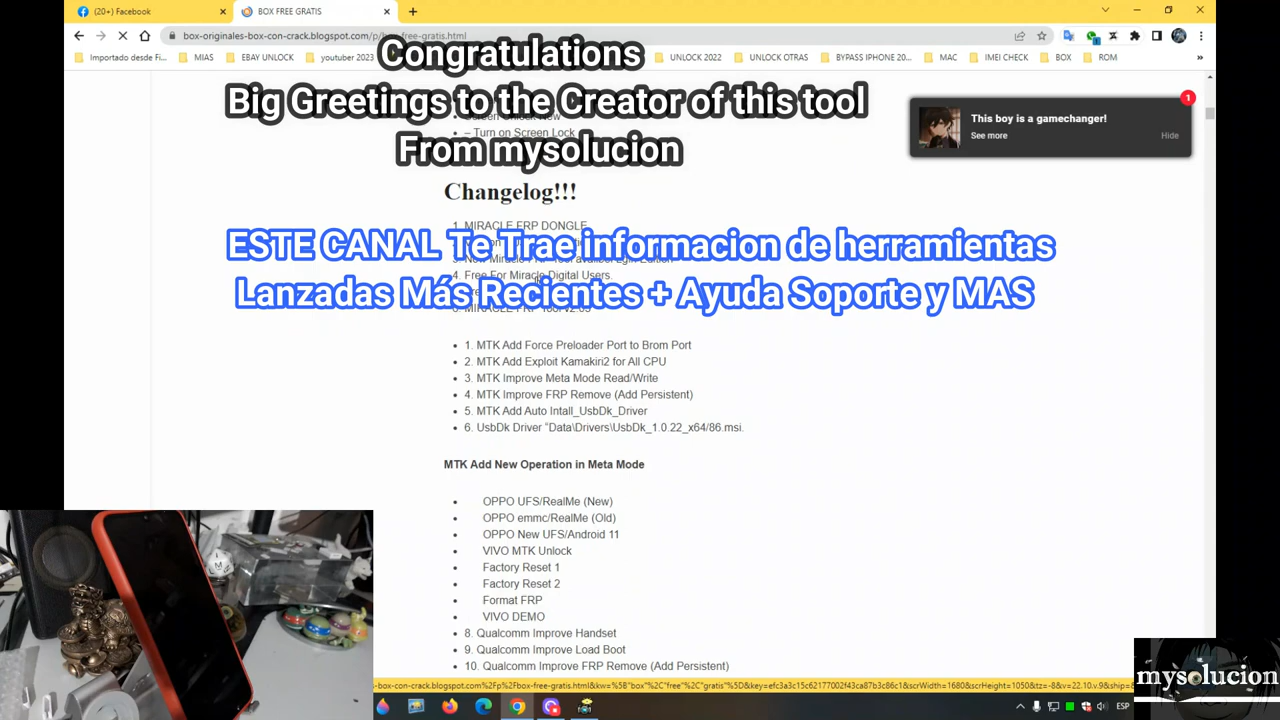 (20+) Facebook
BOX FREE GRATIS
box-originales-box-con-crack.blogspot.com/p/box-free-gratis.html
Importado desde Fi...
MIAS
EBAY UNLOCK
youtuber 2023
UNLOCK 2022
UNLOCK OTRAS
BYPASS IPHONE 20...
MAC
IMEI CHECK
BOX
ROM
»
Congratulations
Big Greetings to the Creator of this tool
From mysolucion
1
This boy is a gamechanger!
See more
Hide
Screen Unlock New
– Turn on Screen Lock
Changelog!!!
1. MIRACLE FRP DONGLE
ESTE CANAL Te Trae informacion de herramientas
4. Free For Miracle Digital Users.
Lanzadas Más Recientes + Ayuda Soporte y MAS
1. MTK Add Force Preloader Port to Brom Port
2. MTK Add Exploit Kamakiri2 for All CPU
3. MTK Improve Meta Mode Read/Write
4. MTK Improve FRP Remove (Add Persistent)
5. MTK Add Auto Intall_UsbDk_Driver
6. UsbDk Driver "Data\Drivers\UsbDk_1.0.22_x64/86.msi.
MTK Add New Operation in Meta Mode
OPPO UFS/RealMe (New)
OPPO emmc/RealMe (Old)
OPPO New UFS/Android 11
VIVO MTK Unlock
Factory Reset 1
Factory Reset 2
Format FRP
VIVO DEMO
8. Qualcomm Improve Handset
9. Qualcomm Improve Load Boot
10. Qualcomm Improve FRP Remove (Add Persistent)
mysolucion
ESP